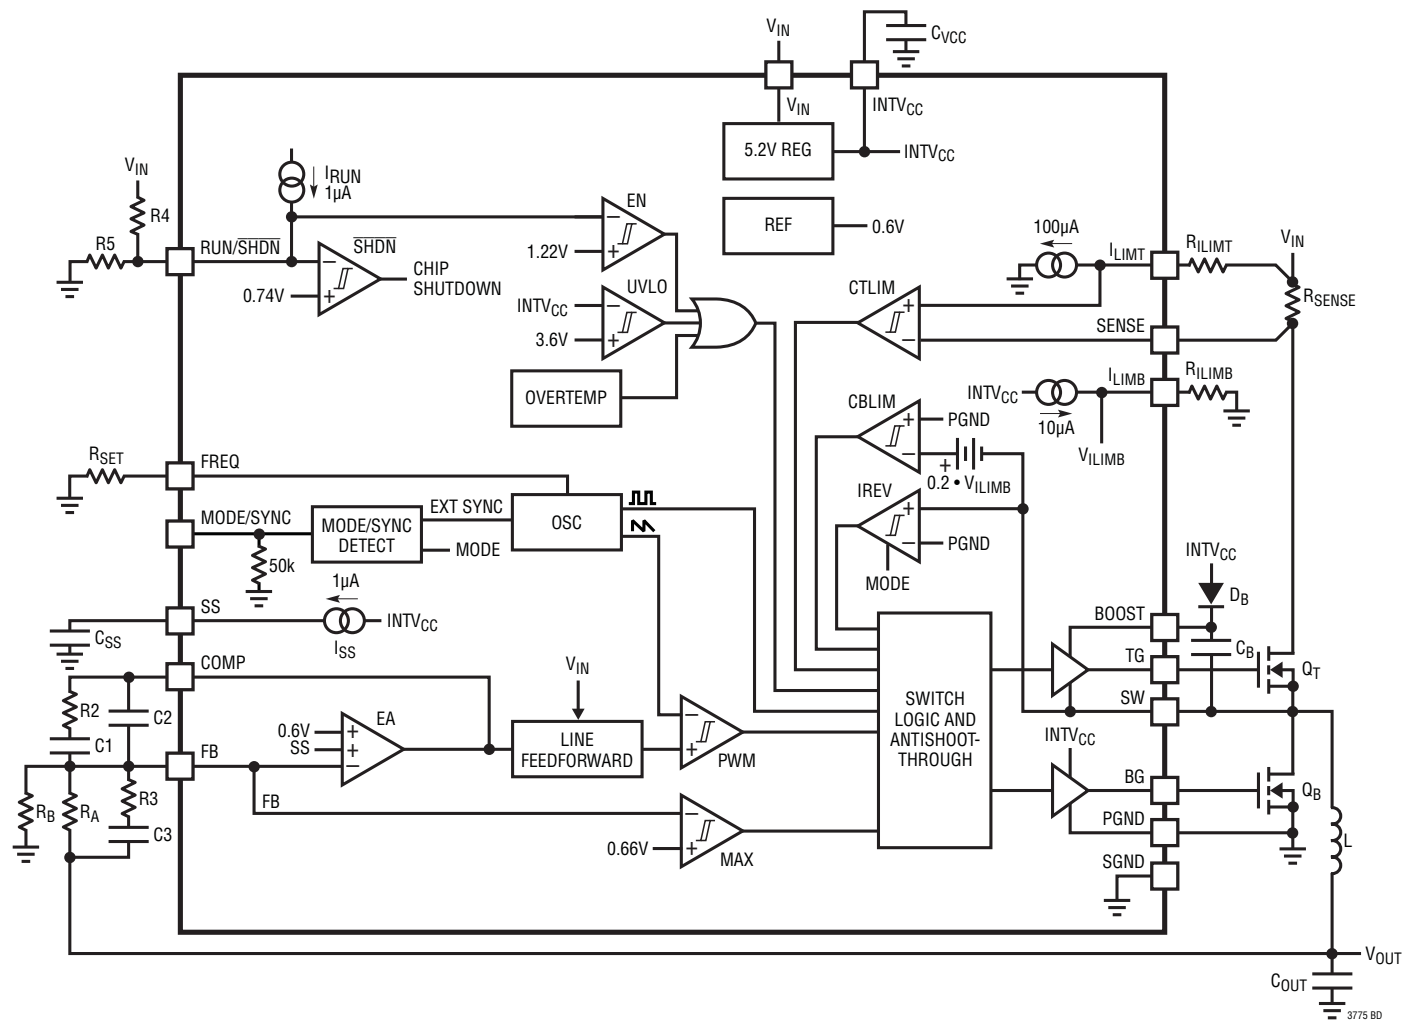 VIN
CVCC
VIN
INTVCC
5.2V REG
INTVCC
REF
0.6V
VIN
R4
R5
RUN/SHDN
IRUN
1µA
SHDN
0.74V
CHIP
SHUTDOWN
EN
1.22V
UVLO
INTVCC
3.6V
OVERTEMP
100µA
ILIMT
RILIMT
VIN
RSENSE
CTLIM
SENSE
ILIMB
RILIMB
INTVCC
10µA
VILIMB
CBLIM
PGND
0.2 • VILIMB
+
IREV
PGND
MODE
RSET
FREQ
MODE/SYNC
50k
MODE/SYNC
DETECT
EXT SYNC
MODE
OSC
SS
CSS
1µA
ISS
INTVCC
COMP
R2
C2
C1
FB
RB
RA
R3
C3
0.6V
SS
EA
VIN
LINE
FEEDFORWARD
PWM
FB
0.66V
MAX
SWITCH
LOGIC AND
ANTISHOOT-
THROUGH
INTVCC
DB
BOOST
CB
TG
QT
SW
INTVCC
BG
QB
PGND
SGND
L
VOUT
COUT
3775 BD